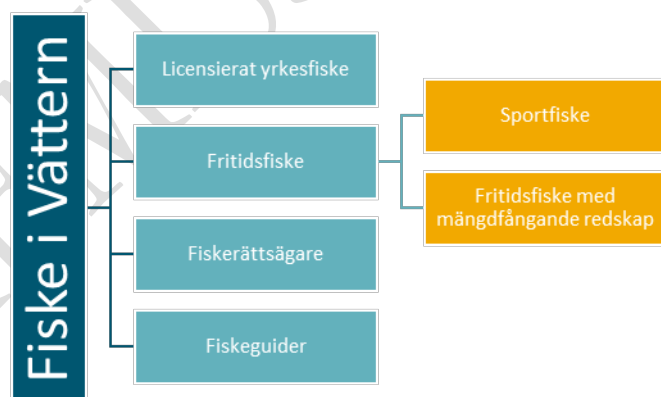 Fiske i Vättern
Licensierat yrkesfiske
Fritidsfiske
Fiskerättsägare
Fiskeguider
Sportfiske
Fritidsfiske med
mängdfångande redskap